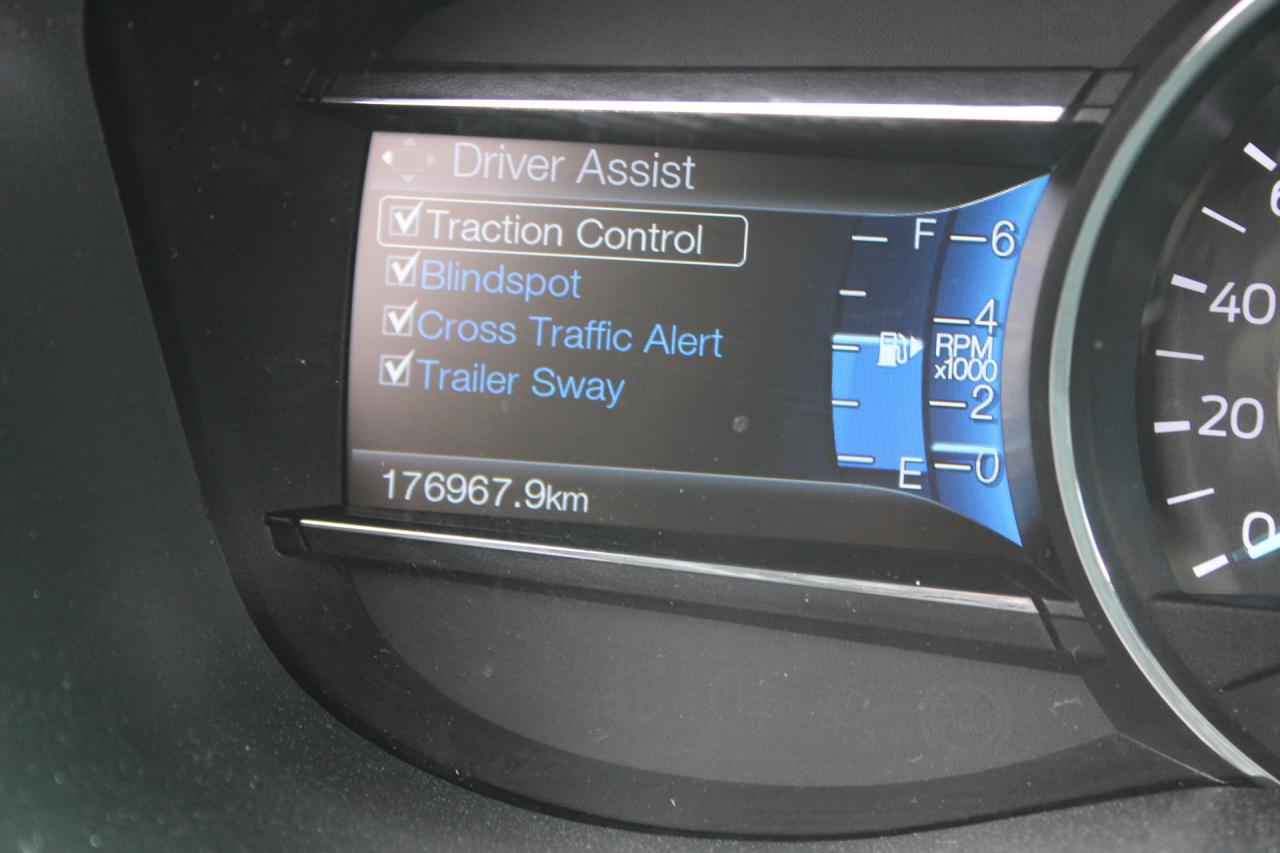 Driver Assist
Traction Control
Blindspot
Cross Traffic Alert
Trailer Sway
176967.9km
F
E
6
4
RPM
x1000
2
0
40
20
0